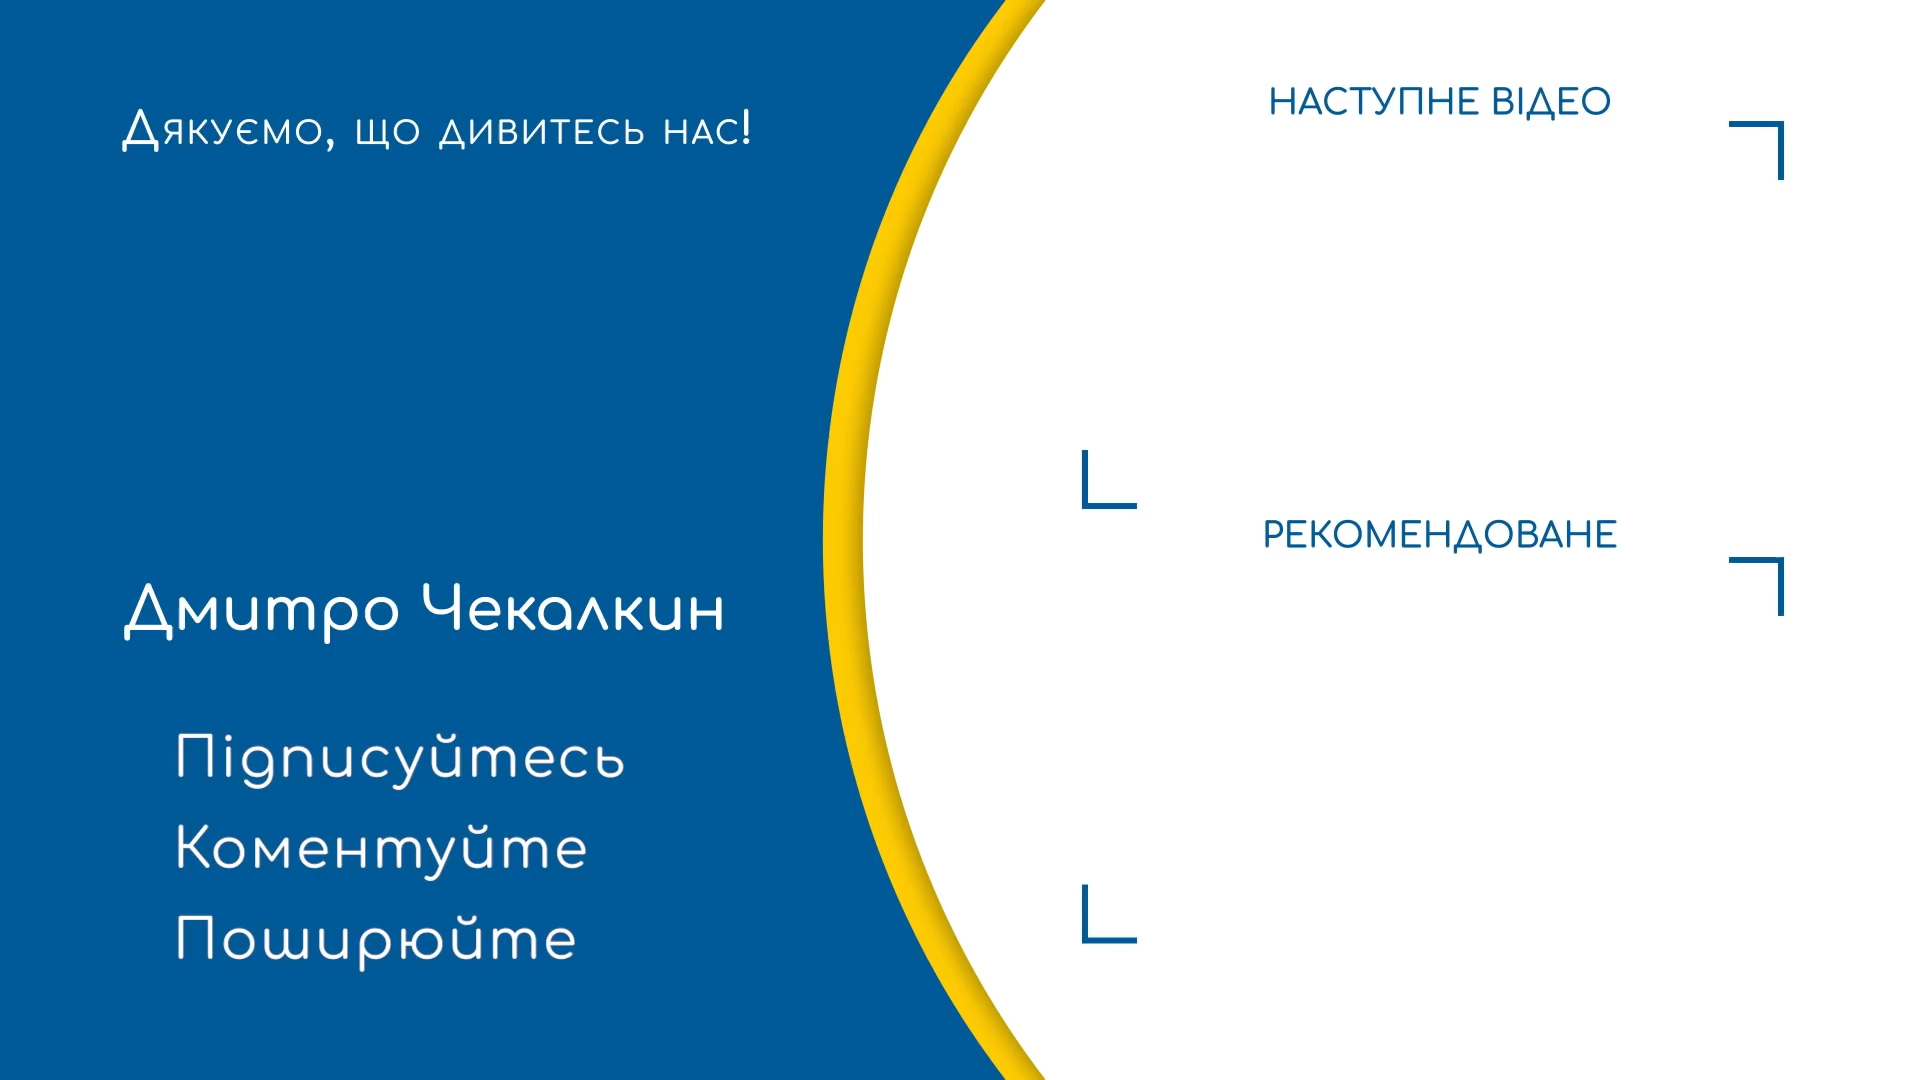 Дякуємо, що дивитесь нас!
Дмитро Чекалкин
Підписуйтесь
Коментуйте
Поширюйте
НАСТУПНЕ ВІДЕО
РЕКОМЕНДОВАНЕ